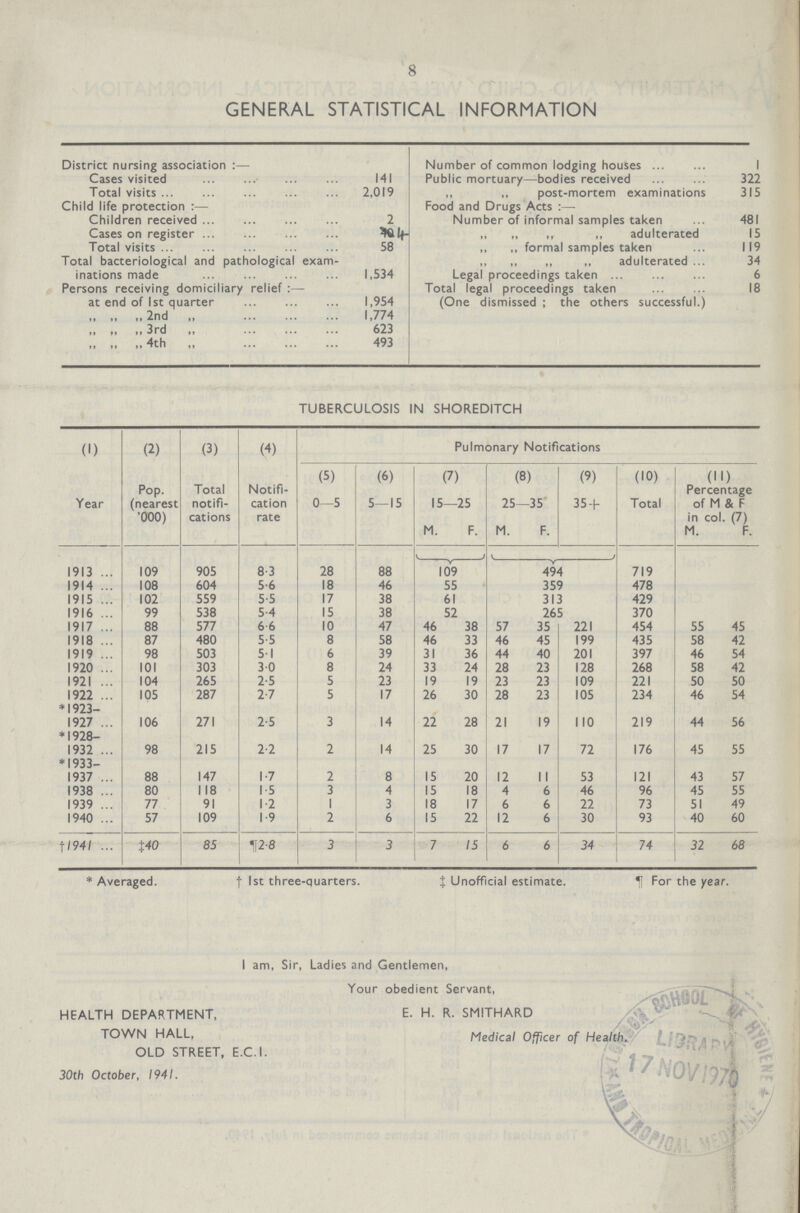 8
GENERAL STATISTICAL INFORMATION
District nursing association :—
Cases visited ... ... ... ... 141
Total visits ... ... ... ... ... 2,019
Child life protection :—
Children received ... ... ... ... 2
Cases on register ... ... ... ... 4
Total visits ... ... ... ... ... 58
Total bacteriological and pathological exam-
inations made ... ... ... ... 1,534
Persons receiving domiciliary relief :—
at end of 1st quarter ... ... ... 1,954
,, ,, ,, 2nd ,, ... ... ... 1,774
,, ,, ,, 3rd ,, ... ... ... 623
,, ,, ,, 4th ,, ... ... ... 493
Number of common lodging houses ... ... 1
Public mortuary—bodies received ... ... 322
,, ,, post-mortem examinations 315
Food and Drugs Acts :—
Number of informal samples taken ... 481
,, ,, ,, ,, adulterated 15
,, ,, formal samples taken ... 119
,, ,, ,, ,, adulterated ... 34
Legal proceedings taken ... ... ... 6
Total legal proceedings taken ... ... 18
(One dismissed ; the others successful.)
TUBERCULOSIS IN SHOREDITCH
(1) (2) (3) (4) Pulmonary Notifications
(5) (6) (7) (8) (9) (10) (11)
Year Pop. (nearest '000) Total notifi- cations Notifi- cation rate 0—5 5—15 15—25 25—35 35+ Total Percentage of M & F in col. (7)
M. F. M. F. M. F.
1913 ... 109 905 8·3 28 88 109 494 719
1914 ... 108 604 5·6 18 46 55 359 478
1915 ... 102 559 5·5 17 38 61 313 429
1916 ... 99 538 5·4 15 38 52 265 370
1917 ... 88 577 6·6 10 47 46 38 57 35 221 454 55 45
1918 ... 87 480 5·5 8 58 46 33 46 45 199 435 58 42
1919 ... 98 503 5·1 6 39 31 36 44 40 201 397 46 54
1920 ... 101 303 3·0 8 24 33 24 28 23 128 268 58 42
1921 ... 104 265 2·5 5 23 19 19 23 23 109 221 50 50
1922 ... 105 287 2·7 5 17 26 30 28 23 105 234 46 54
*1923–
1927 ... 106 271 2·5 3 14 22 28 21 19 110 219 44 56
*1928–
1932 ... 98 215 2·2 2 14 25 30 17 17 72 176 45 55
*1933–
1937 ... 88 147 1·7 2 8 15 20 12 11 53 121 43 57
1938 ... 80 118 1·5 3 4 15 18 4 6 46 96 45 55
1939 ... 77 91 1·2 1 3 18 17 6 6 22 73 51 49
1940 ... 57 109 1·9 2 6 15 22 12 6 30 93 40 60
†1941 ... ‡40 85 ¶2·8 3 3 7 15 6 6 34 74 32 68
* Averaged. † 1st three-quarters. ‡ Unofficial estimate. ¶ For the year.
I am, Sir, Ladies and Gentlemen,
Your obedient Servant,
E. H. R. SMITHARD
Medical Officer of Health.
HEALTH DEPARTMENT,
TOWN HALL,
OLD STREET, E.C.1.
30th October, 1941.
SCHOOL
LIBRARY
17 NOV 1970
TROPICAL MED